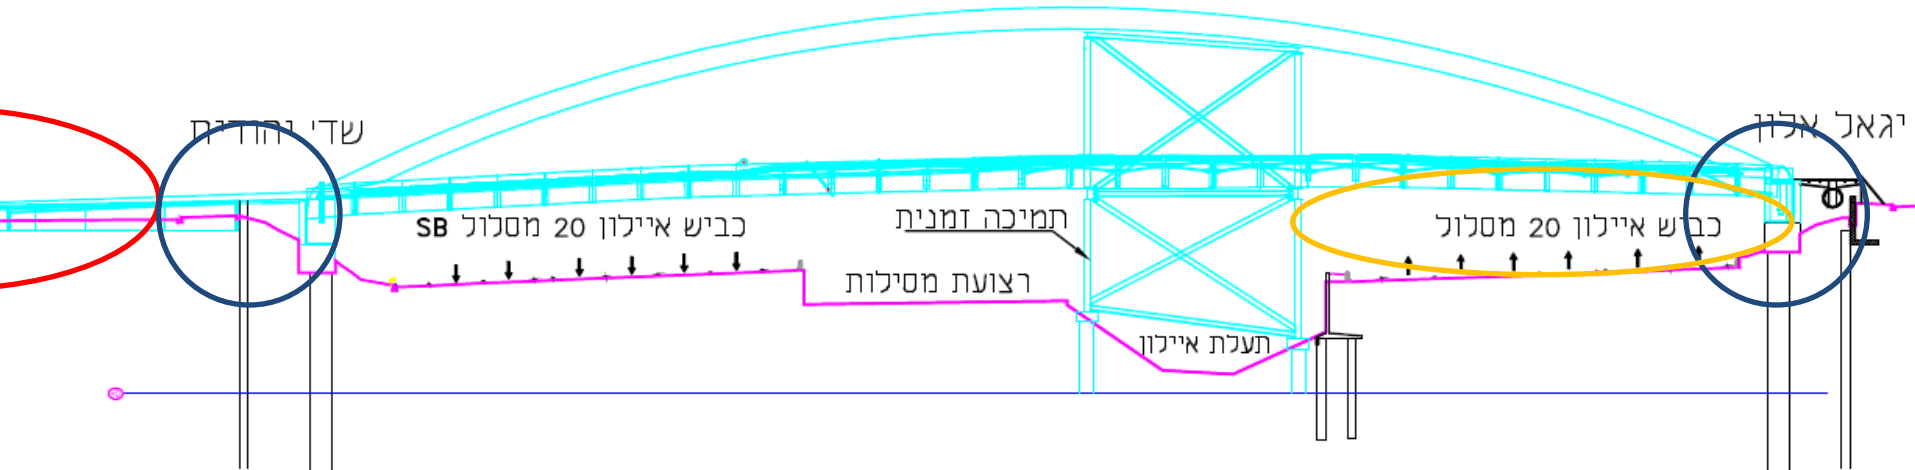 שדי יהודית
יגאל אלון
כביש איילון 20 מסלול SB
תמיכה זמנית
כביש איילון 20 מסלול
רצועת מסילות
תעלת איילון